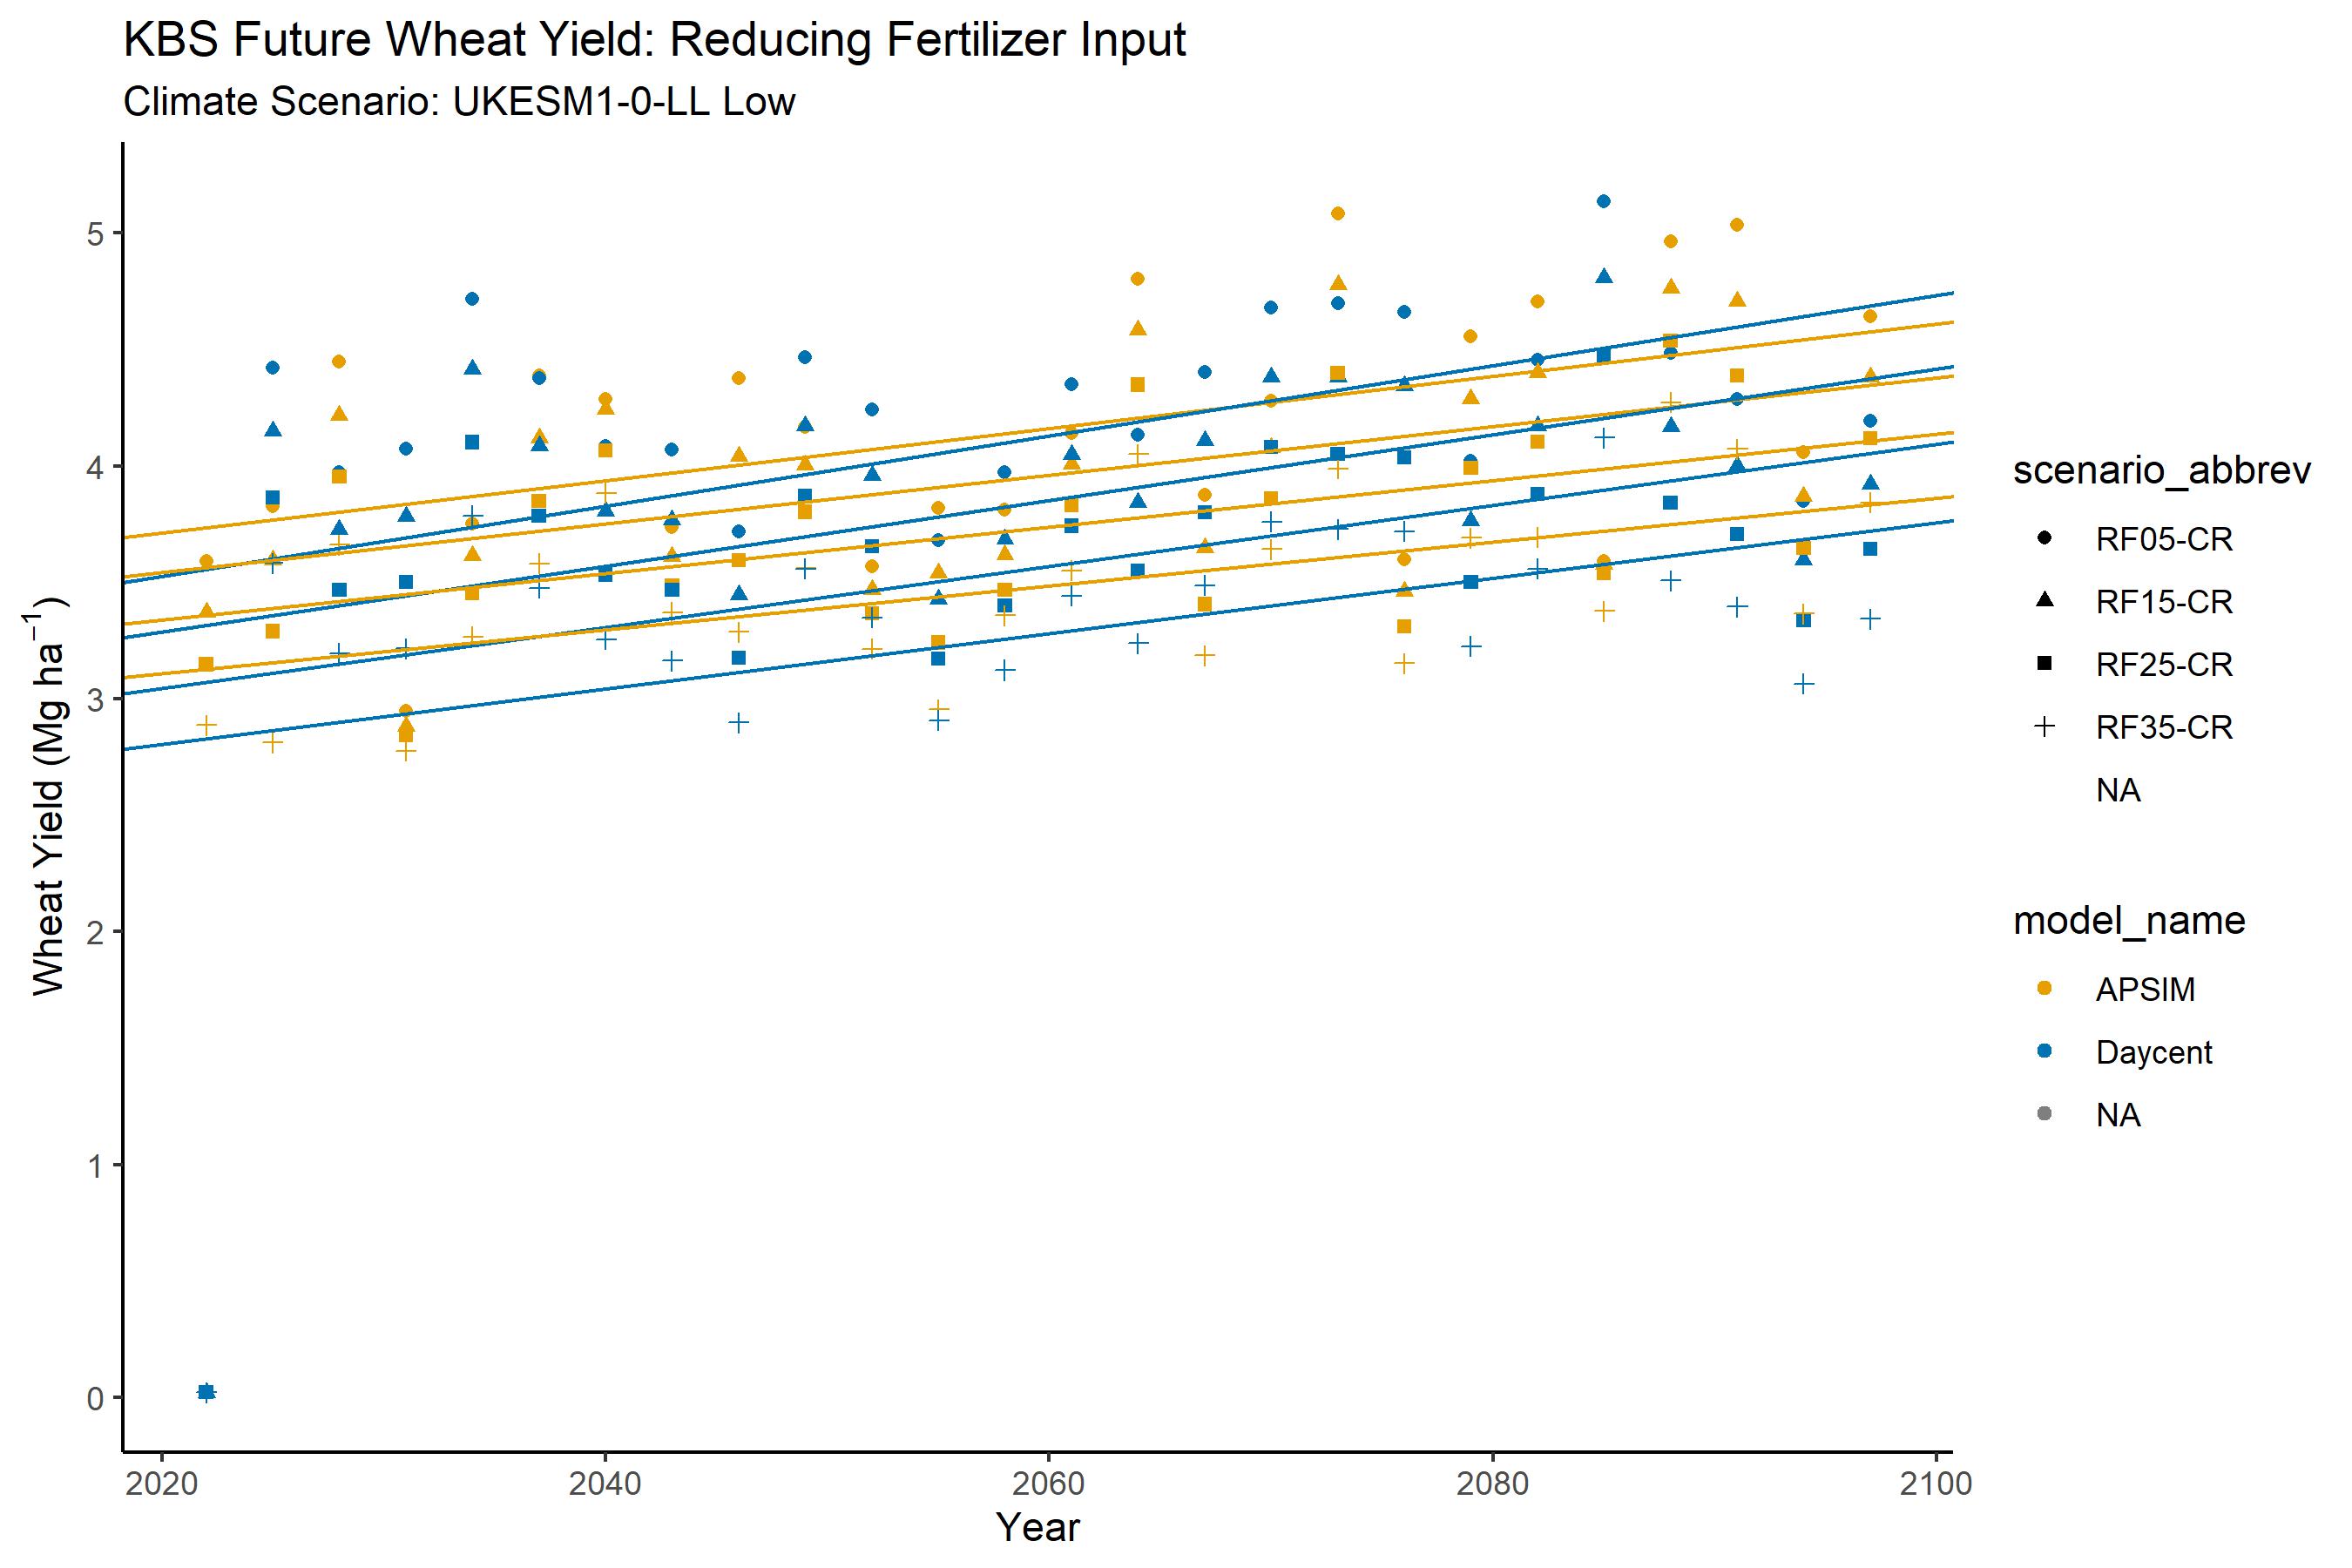 KBS Future Wheat Yield: Reducing Fertilizer Input
Climate Scenario: UKESM1-0-LL Low
Wheat Yield (Mg ha⁻¹)
5
4
3
2
1
0
2020
2040
2060
2080
2100
Year
scenario_abbrev
RF05-CR
RF15-CR
RF25-CR
RF35-CR
NA
model_name
APSIM
Daycent
NA